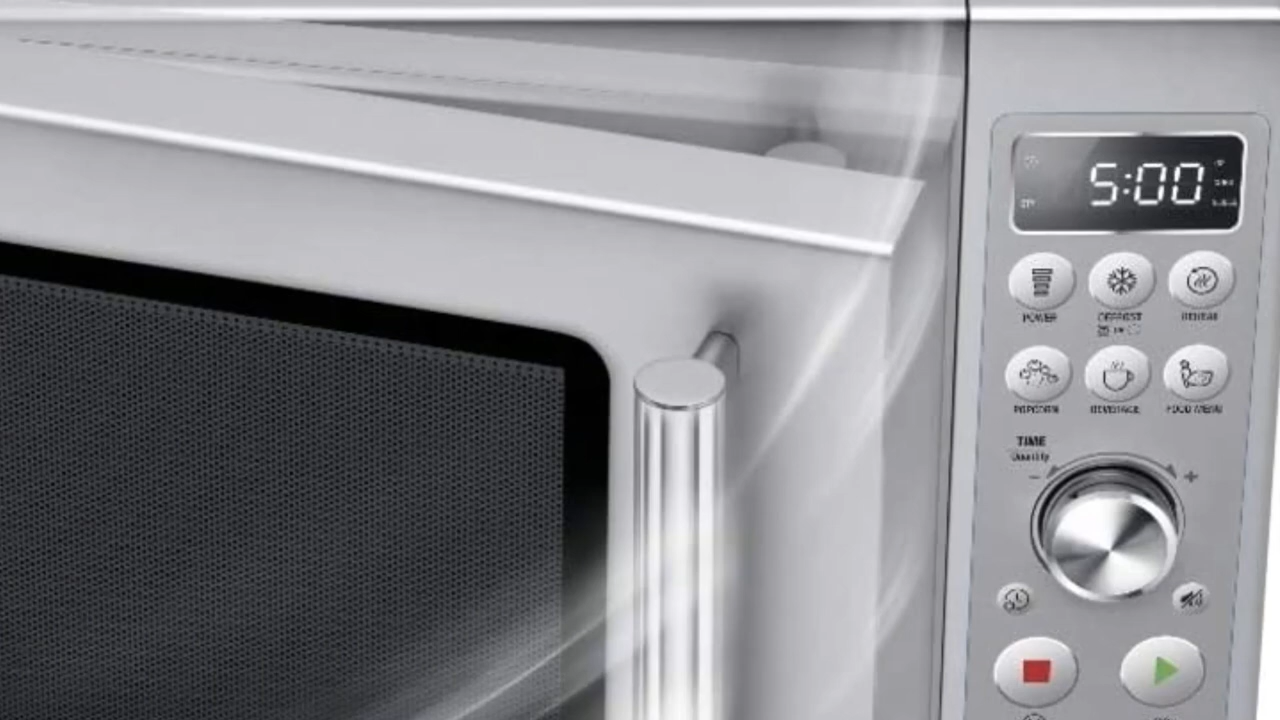 5:00
POWER
DEFROST
REHEAT
POPCORN
BEVERAGE
FOOD MENU
TIME
Quantity
- +